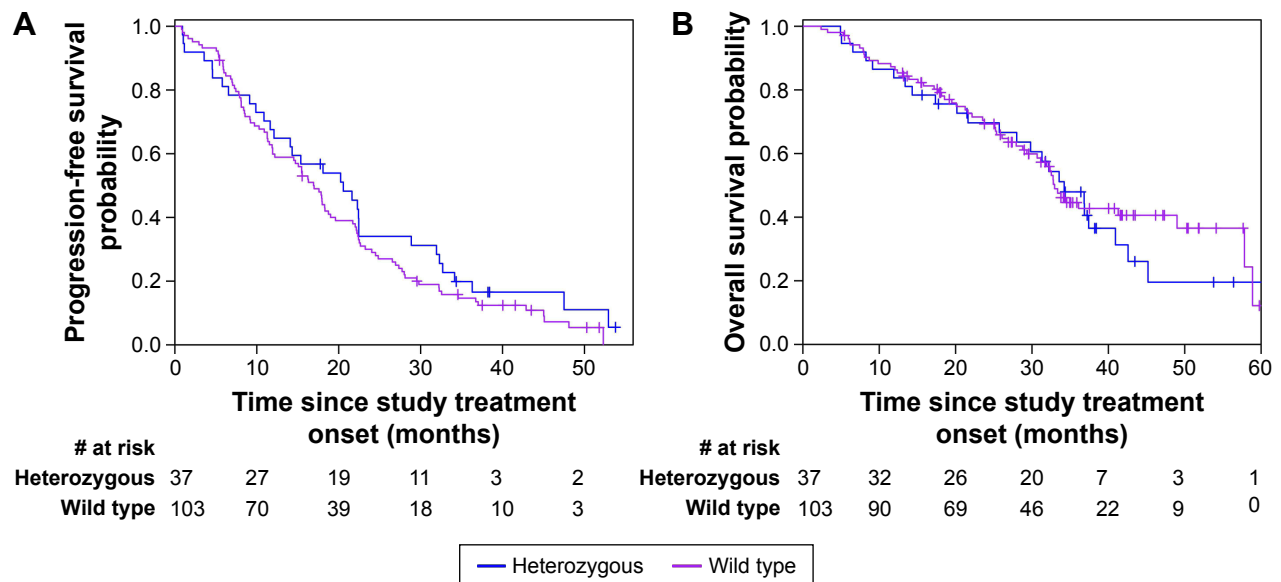 A
Progression-free survival
probability
1.0
0.8
0.6
0.4
0.2
0.0
0 10 20 30 40 50
Time since study treatment
onset (months)
# at risk
Heterozygous 37 27 19 11 3 2
Wild type 103 70 39 18 10 3
B
Overall survival probability
1.0
0.8
0.6
0.4
0.2
0.0
0 10 20 30 40 50 60
Time since study treatment
onset (months)
# at risk
Heterozygous 37 32 26 20 7 3 1
Wild type 103 90 69 46 22 9 0
Heterozygous Wild type